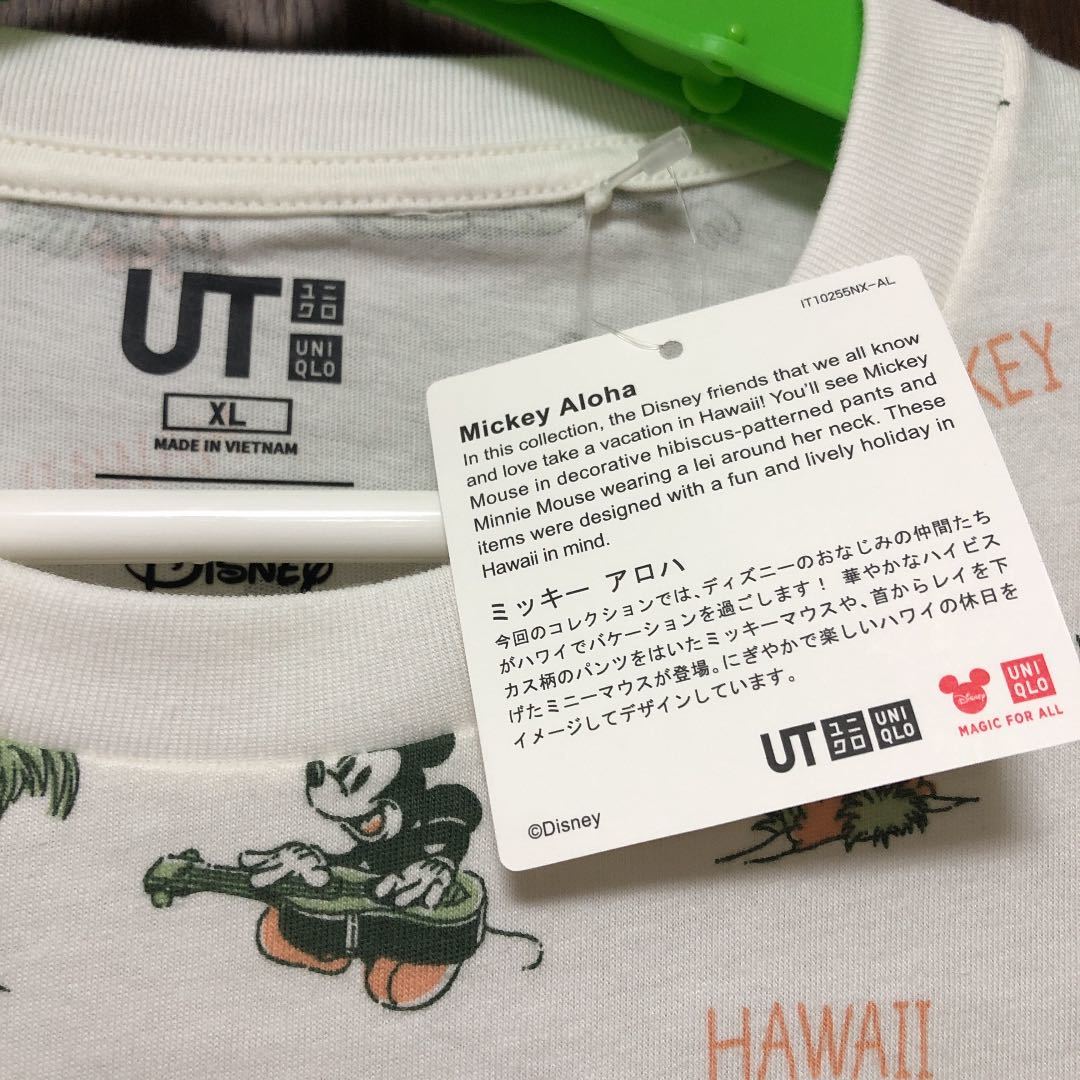 UT ユニクロ UNIQLO
XL
MADE IN VIETNAM
Disney
IT10255NX-AL
Mickey Aloha
In this collection, the Disney friends that we all know
and love take a vacation in Hawaii! You'll see Mickey
Mouse in decorative hibiscus-patterned pants and
Minnie Mouse wearing a lei around her neck. These
items were designed with a fun and lively holiday in
Hawaii in mind.
ミッキー アロハ
今回のコレクションでは、ディズニーのおなじみの仲間たち
がハワイでバケーションを過ごします！ 華やかなハイビス
カス柄のパンツをはいたミッキーマウスや、首からレイを下
げたミニーマウスが登場。にぎやかで楽しいハワイの休日を
イメージしてデザインしています。
UT ユニクロ UNIQLO
Disney UNIQLO
MAGIC FOR ALL
©Disney
KEY
HAWAII